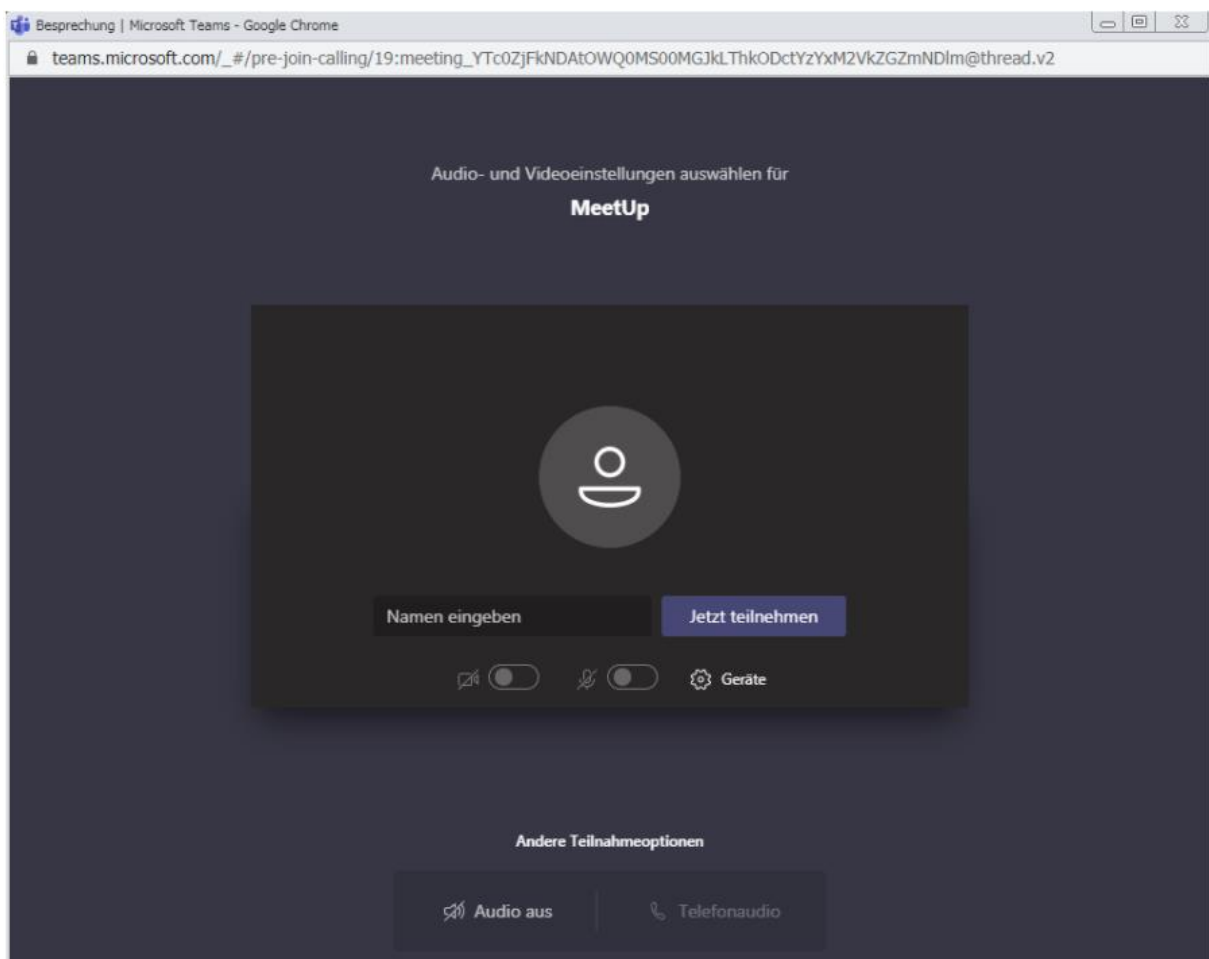 Besprechung | Microsoft Teams - Google Chrome
teams.microsoft.com/_#/pre-join-calling/19:meeting_YTc0ZjFkNDAtOWQ0MS00MGJkLThkODctYzYxM2VkZGZmNDlm@thread.v2
Audio- und Videoeinstellungen auswählen für
MeetUp
Namen eingeben
Jetzt teilnehmen
Geräte
Andere Teilnahmeoptionen
Audio aus
Telefonaudio